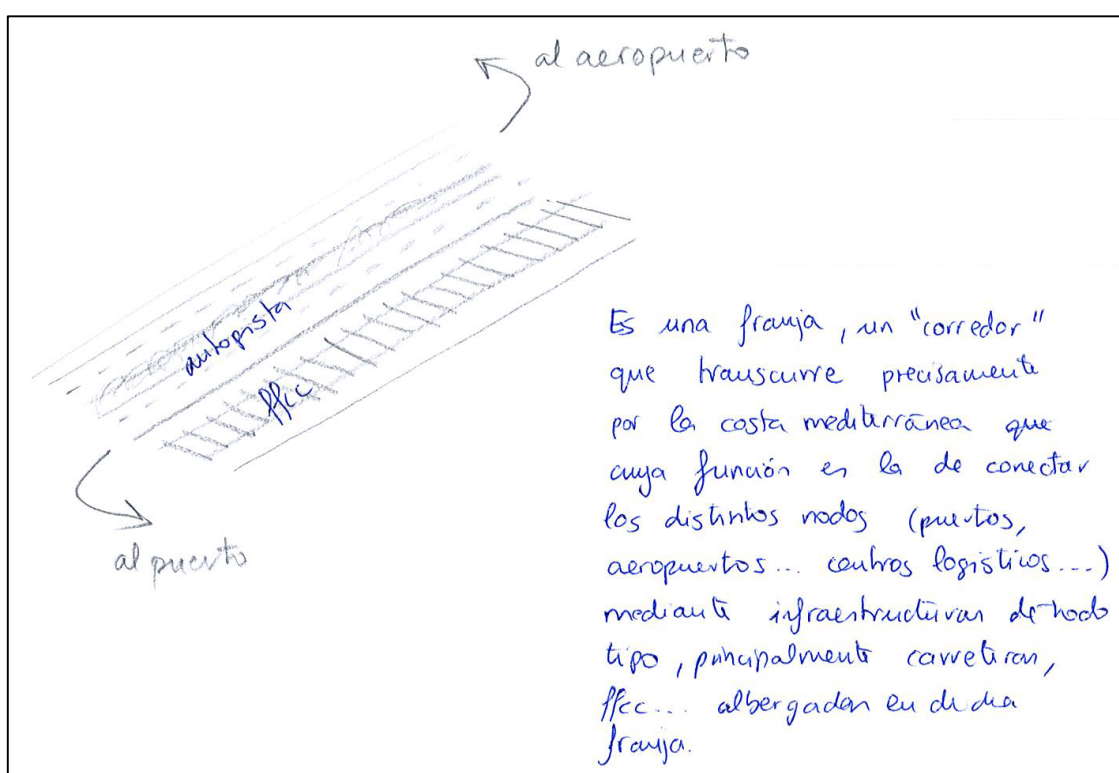 al aeropuerto
autopista
ffcc
al puerto
Es una franja, un "corredor"
que transcurre precisamente
por la costa mediterránea que
cuya función es la de conectar
los distintos nodos (puertos,
aeropuertos... centros logísticos...)
mediante infraestructuras de todo
tipo, principalmente carreteras,
ffcc... albergadas en dicha
franja.